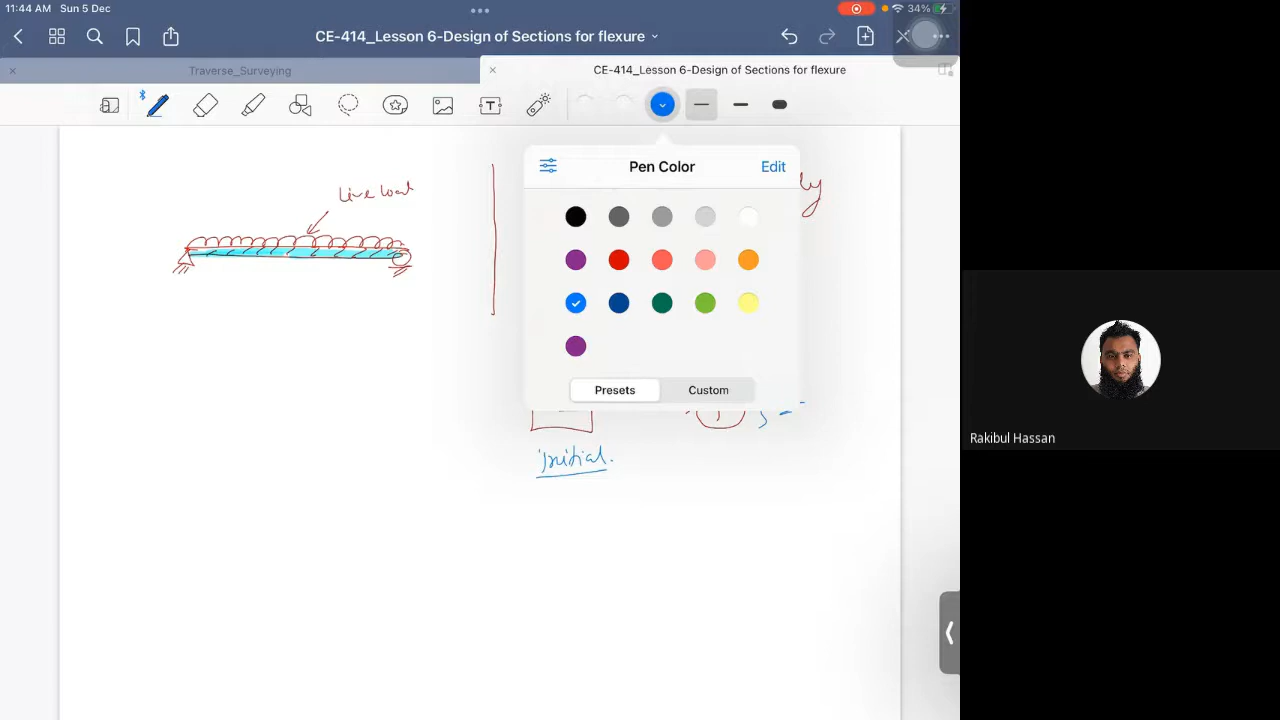 11:44 AM Sun 5 Dec
34%
CE-414_Lesson 6-Design of Sections for flexure
Traverse_Surveying
CE-414_Lesson 6-Design of Sections for flexure
T
Pen Color
Edit
Live load
Presets
Custom
initial.
Rakibul Hassan